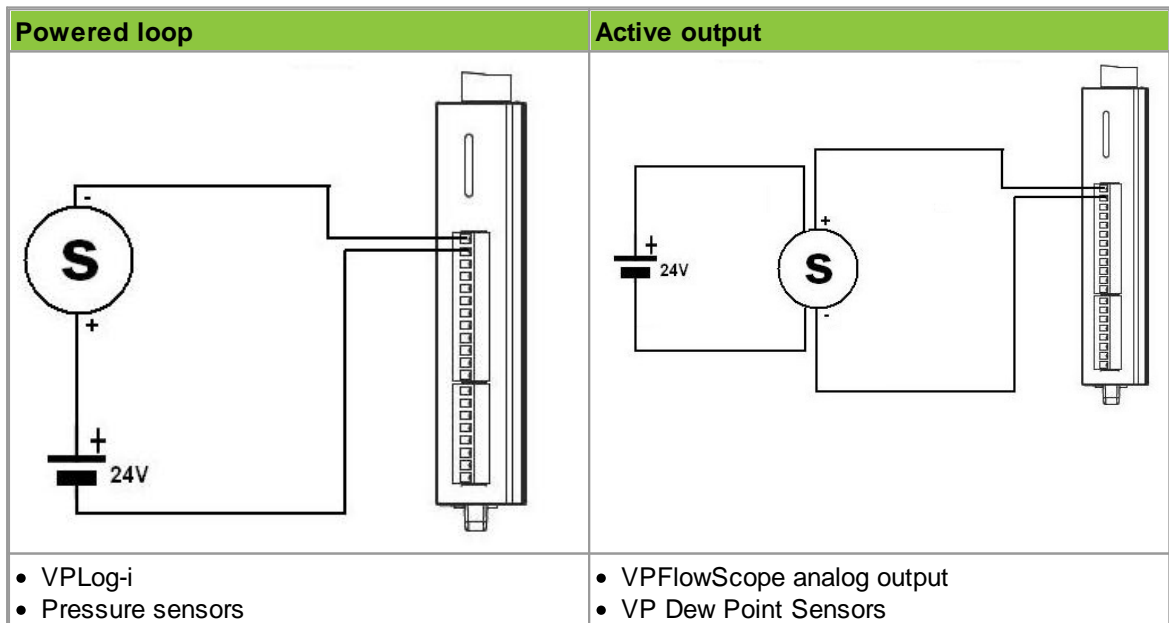 Powered loop
Active output
-
S
+
+
24V
+
24V
+
S
-
• VPLog-i
• Pressure sensors
• VPFlowScope analog output
• VP Dew Point Sensors